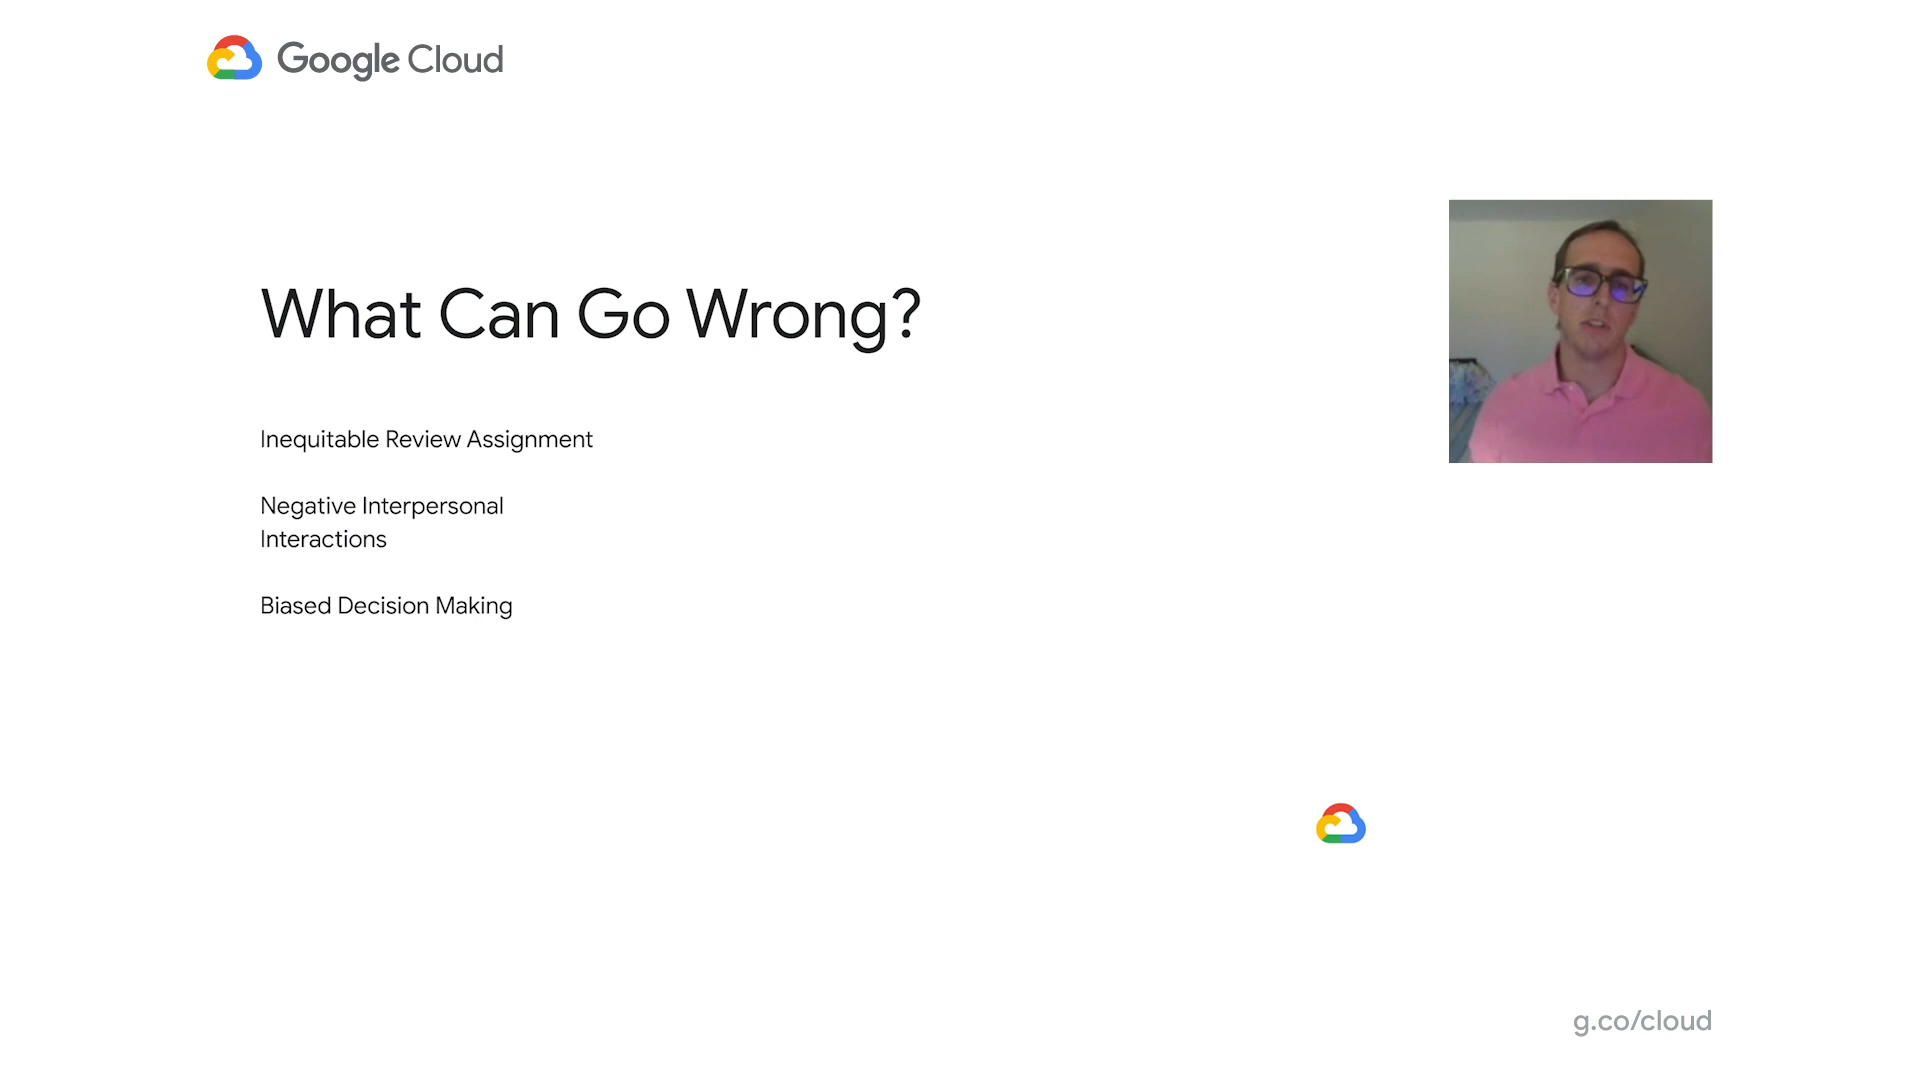 Google Cloud
What Can Go Wrong?
Inequitable Review Assignment
Negative Interpersonal
Interactions
Biased Decision Making
g.co/cloud